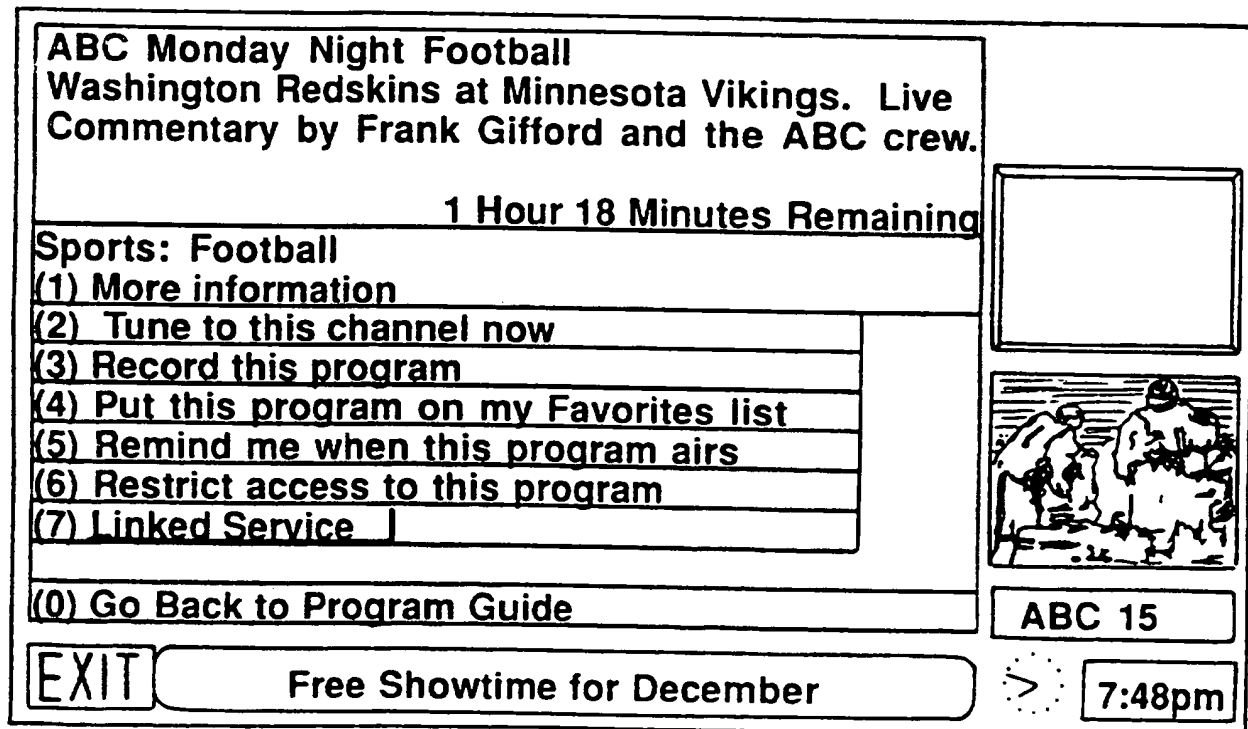 ABC Monday Night Football
Washington Redskins at Minnesota Vikings. Live
Commentary by Frank Gifford and the ABC crew.
1 Hour 18 Minutes Remaining
Sports: Football
(1) More information
(2) Tune to this channel now
(3) Record this program
(4) Put this program on my Favorites list
(5) Remind me when this program airs
(6) Restrict access to this program
(7) Linked Service
(0) Go Back to Program Guide
ABC 15
EXIT
Free Showtime for December
7:48pm